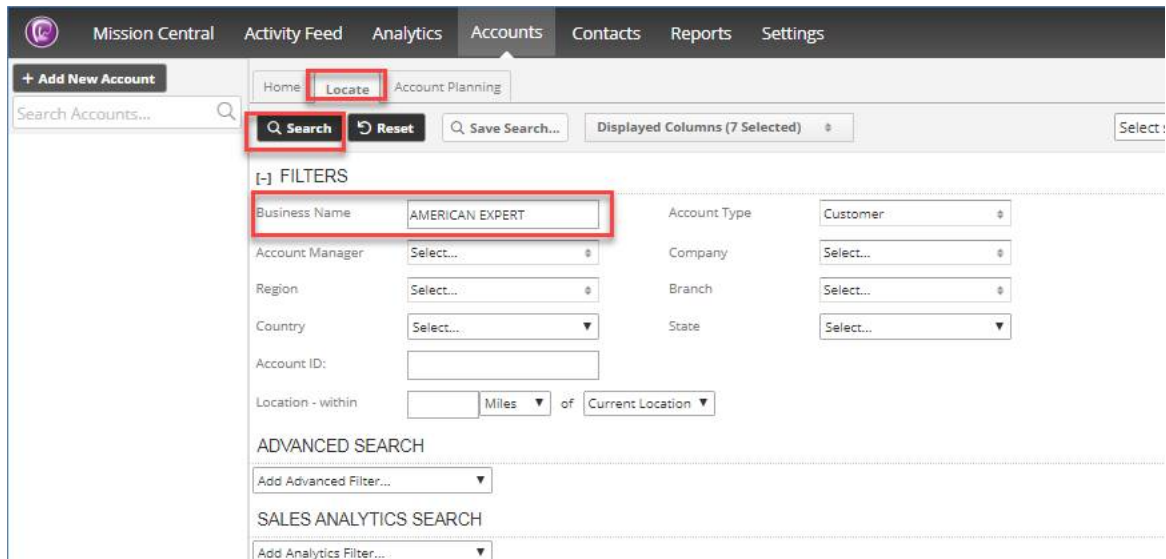 Mission Central Activity Feed Analytics Accounts Contacts Reports Settings
+ Add New Account
Search Accounts...
Home Locate Account Planning
Search Reset Save Search... Displayed Columns (7 Selected) Select
[-] FILTERS
Business Name AMERICAN EXPERT Account Type Customer
Account Manager Select... Company Select...
Region Select... Branch Select...
Country Select... State Select...
Account ID:
Location - within Miles of Current Location
ADVANCED SEARCH
Add Advanced Filter...
SALES ANALYTICS SEARCH
Add Analytics Filter...